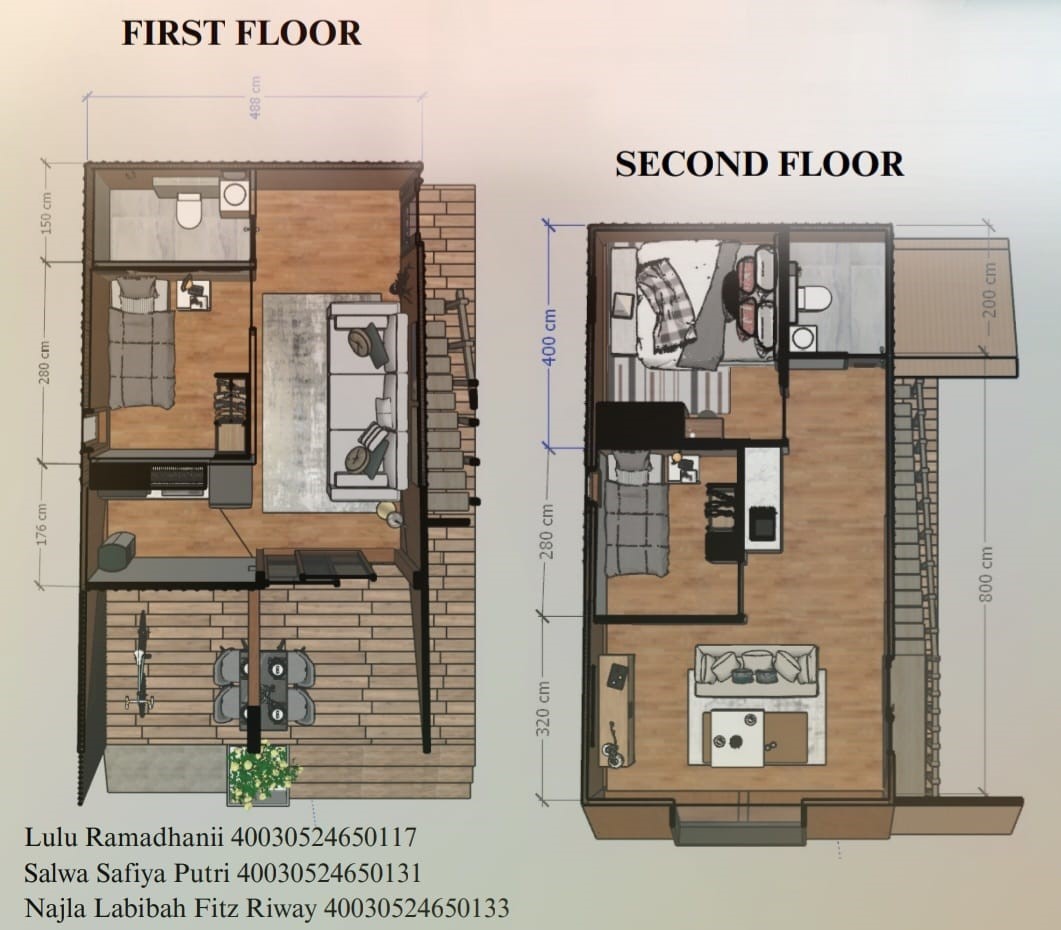 FIRST FLOOR
488 cm
150 cm
280 cm
176 cm
SECOND FLOOR
400 cm
280 cm
320 cm
200 cm
800 cm
Lulu Ramadhanii 40030524650117
Salwa Safiya Putri 40030524650131
Najla Labibah Fitz Riway 40030524650133